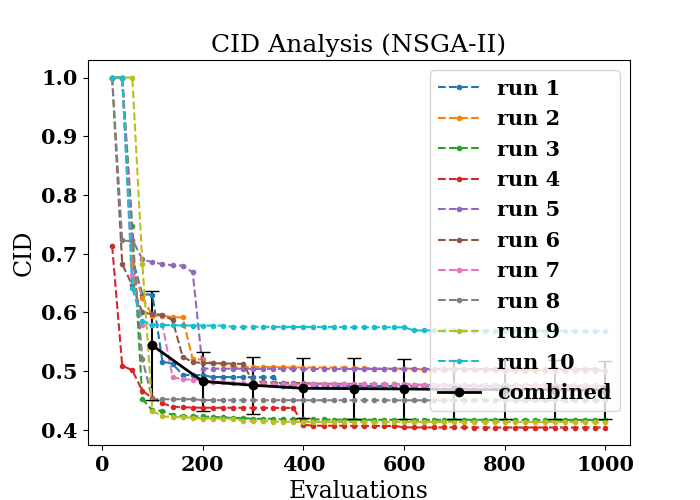 CID Analysis (NSGA-II)
CID
1.0
0.9
0.8
0.7
0.6
0.5
0.4
run 1
run 2
run 3
run 4
run 5
run 6
run 7
run 8
run 9
run 10
combined
0 200 400 600 800 1000
Evaluations